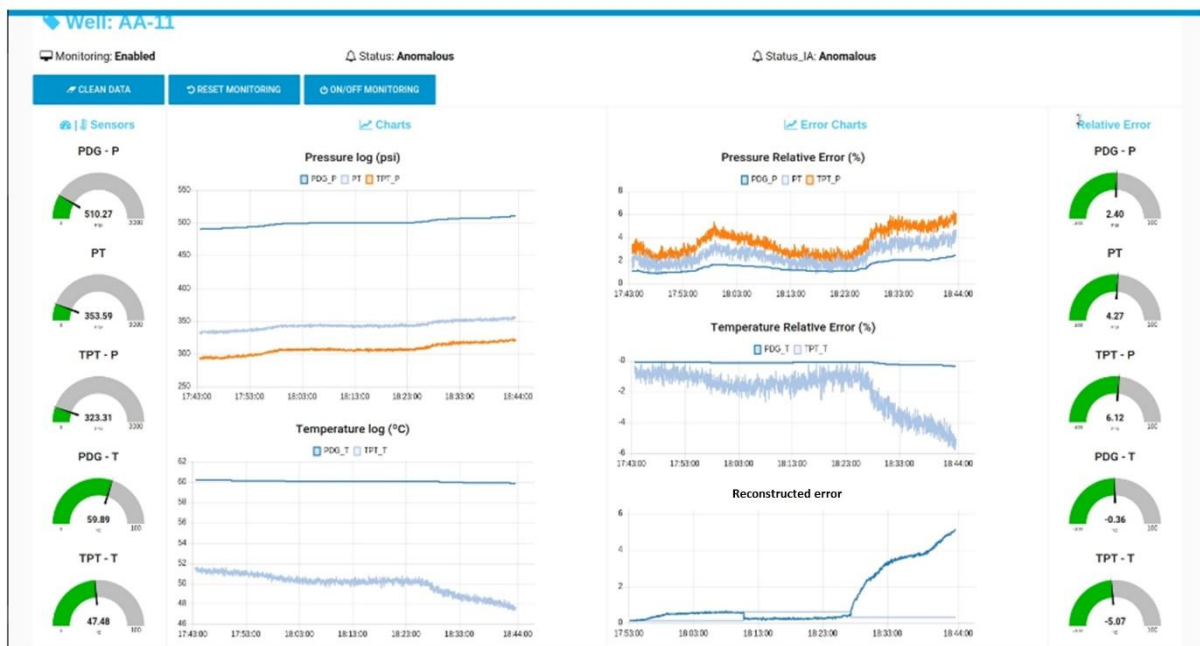 Well: AA-11
Monitoring: Enabled
Status: Anomalous
Status_IA: Anomalous
CLEAN DATA
RESET MONITORING
ON/OFF MONITORING
| Sensors
PDG - P
510.27
PT
353.59
TPT - P
323.31
PDG - T
59.89
°C
100
TPT - T
47.48
°C
100
Charts
Pressure log (psi)
PDG_P PT TPT_P
550
500
450
400
350
300
250
17:43:00 17:53:00 18:03:00 18:13:00 18:23:00 18:33:00 18:44:00
Temperature log (ºC)
PDG_T TPT_T
62
60
58
56
54
52
50
48
46
17:43:00 17:53:00 18:03:00 18:13:00 18:23:00 18:33:00 18:44:00
Error Charts
Pressure Relative Error (%)
PDG_P PT TPT_P
8
6
4
2
0
17:43:00 17:53:00 18:03:00 18:13:00 18:23:00 18:33:00 18:44:00
Temperature Relative Error (%)
PDG_T TPT_T
-0
-2
-4
-6
17:43:00 17:53:00 18:03:00 18:13:00 18:23:00 18:33:00 18:44:00
Reconstructed error
6
4
2
0
17:53:00 18:03:00 18:13:00 18:23:00 18:33:00 18:44:00
Relative Error
PDG - P
2.40
100
PT
4.27
100
TPT - P
6.12
100
PDG - T
-0.36
100
TPT - T
-5.07
100